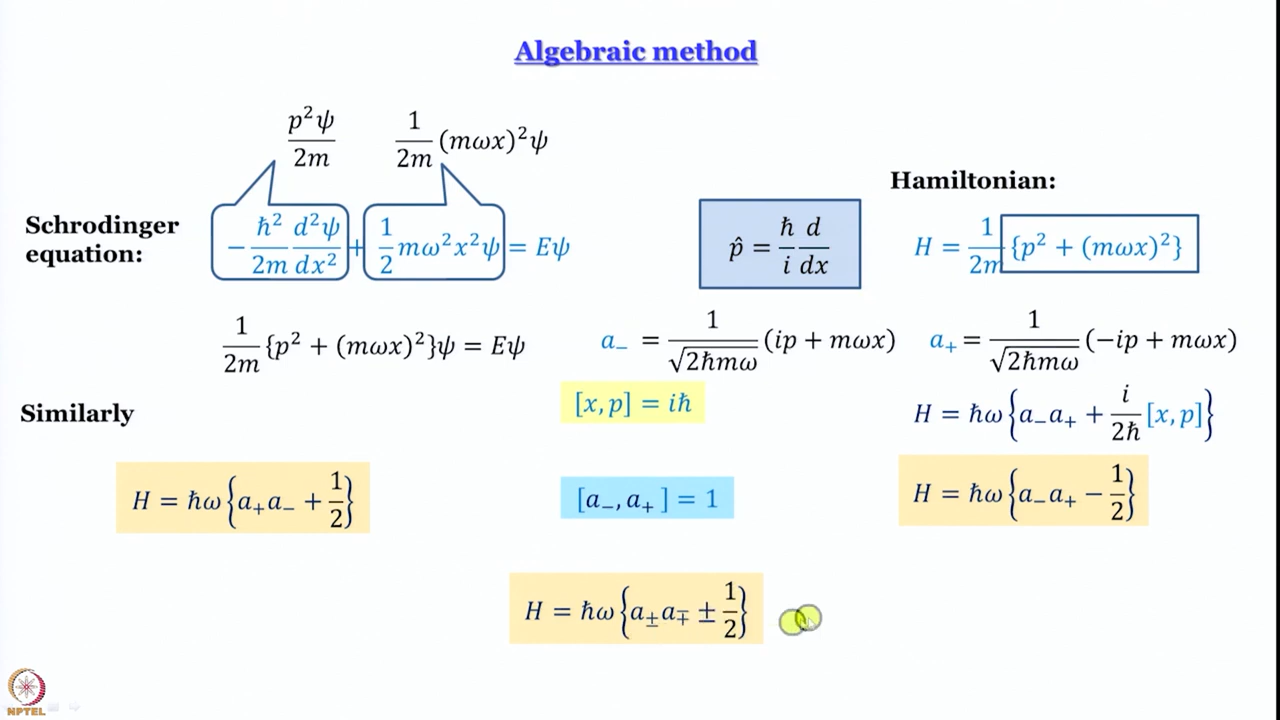 Algebraic method
p²ψ/2m    1/2m (mωx)²ψ
Hamiltonian:
Schrodinger equation: −ħ²/2m d²ψ/dx² + 1/2 mω²x²ψ = Eψ    p̂ = ħ/i d/dx    H = 1/2m {p² + (mωx)²}
1/2m {p² + (mωx)²}ψ = Eψ    a₋ = 1/√(2ħmω) (ip + mωx)    a₊ = 1/√(2ħmω) (−ip + mωx)
Similarly    [x, p] = iħ    H = ħω{a₋a₊ + i/2ħ [x, p]}
H = ħω{a₊a₋ + 1/2}    [a₋, a₊ ] = 1    H = ħω{a₋a₊ − 1/2}
H = ħω{a±a∓ ± 1/2}
NPTEL